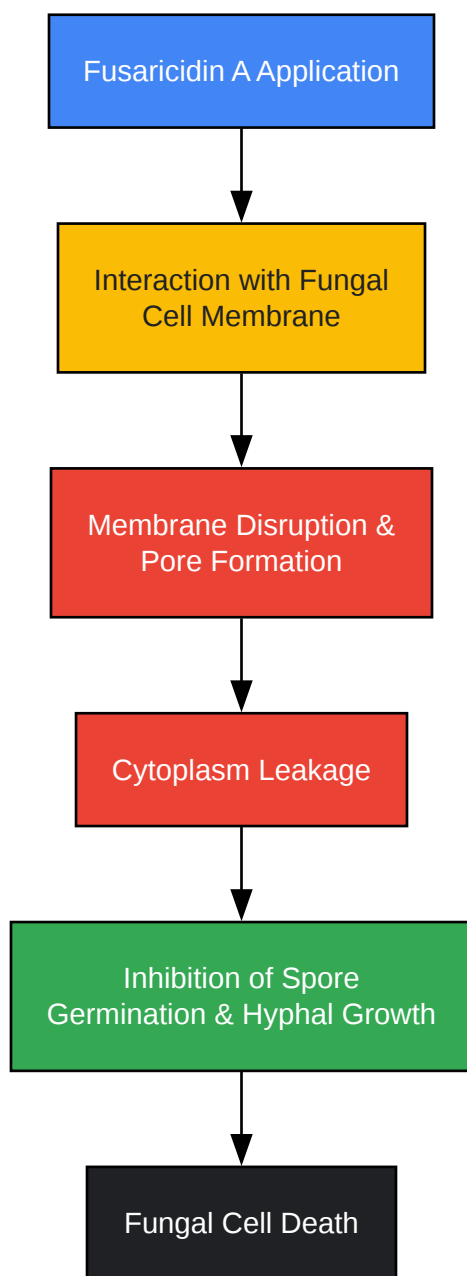 Fusaricidin A Application
Interaction with Fungal
Cell Membrane
Membrane Disruption &
Pore Formation
Cytoplasm Leakage
Inhibition of Spore
Germination & Hyphal Growth
Fungal Cell Death